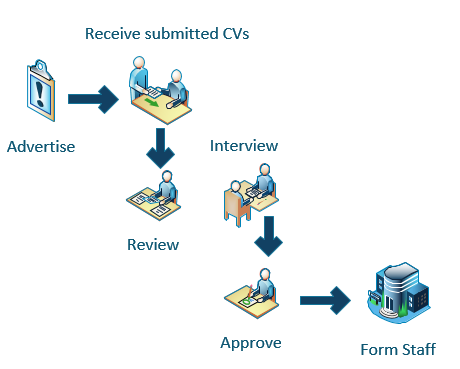 Receive submitted CVs
Advertise
Interview
Review
Approve
Form Staff